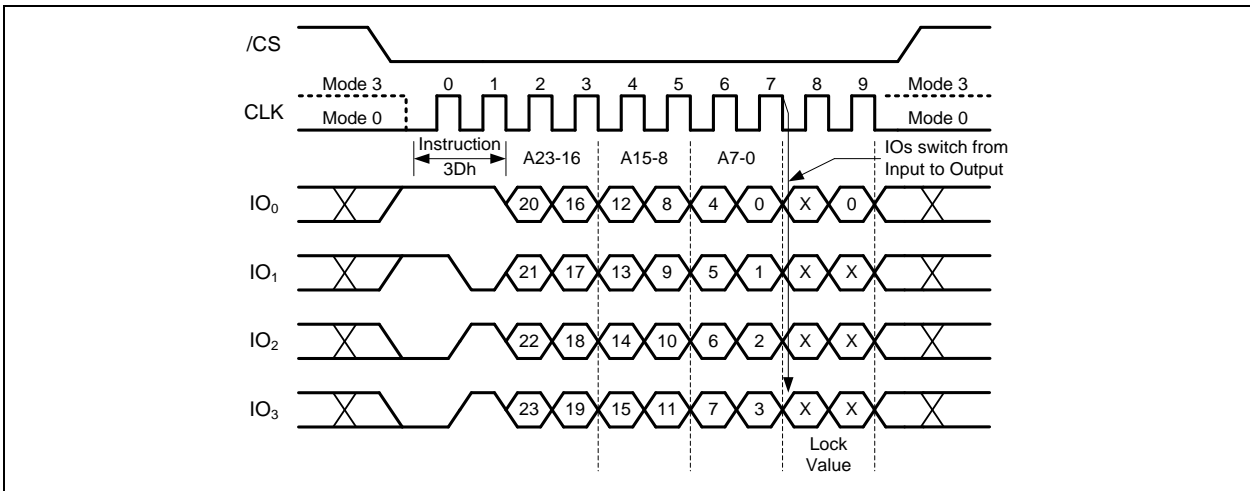 /CS
Mode 3 0 1 2 3 4 5 6 7 8 9 Mode 3
CLK
Mode 0 Mode 0
Instruction
3Dh
A23-16 A15-8 A7-0
IOs switch from
Input to Output
IO0 20 16 12 8 4 0 X 0
IO1 21 17 13 9 5 1 X X
IO2 22 18 14 10 6 2 X X
IO3 23 19 15 11 7 3 X X
Lock
Value